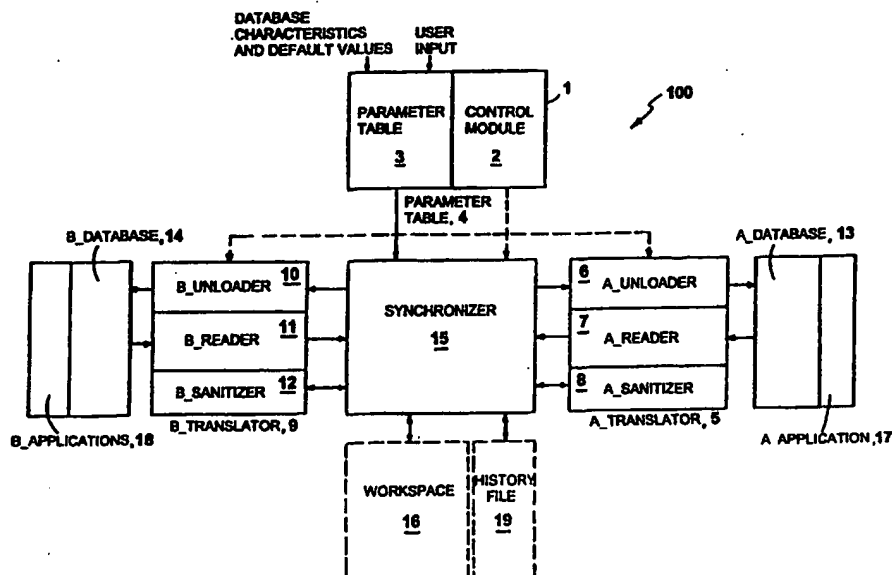 DATABASE
CHARACTERISTICS
AND DEFAULT VALUES
USER
INPUT
1
100
PARAMETER
TABLE
3
CONTROL
MODULE
2
PARAMETER
TABLE, 4
B_DATABASE,14
A_DATABASE, 13
B_UNLOADER 10
B_READER 11
B_SANITIZER 12
SYNCHRONIZER
15
6 A_UNLOADER
7 A_READER
8 A_SANITIZER
B_APPLICATIONS, 18
B_TRANSLATOR, 9
A_TRANSLATOR, 5
A APPLICATION,17
WORKSPACE
16
HISTORY
FILE
19